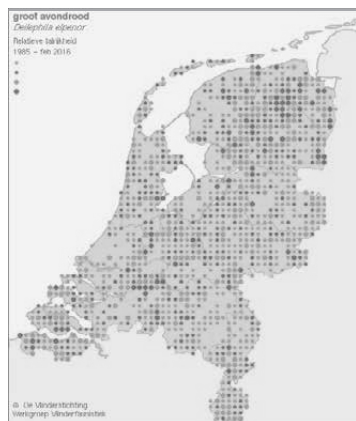 groot avondrood
Deilephila elpenor
Relatieve talrijkheid
1985 – feb 2016
© De Vlinderstichting
Werkgroep Vlinderfaunistiek